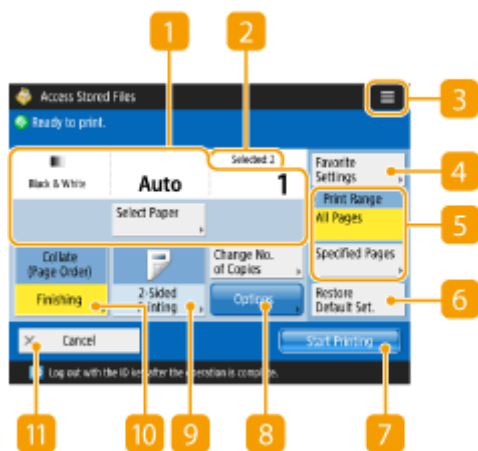 1
2
Access Stored Files
3
Ready to print.
Selected: 2
Black & White
Auto
1
Favorite
Settings
4
Print Range
All Pages
5
Select Paper
Specified Pages
Collate
(Page Order)
Change No.
of Copies
Finishing
2-Sided
Printing
Options
Restore
Default Set.
6
Cancel
Start Printing
Log out with the ID key after the operation is complete.
11
10
9
8
7